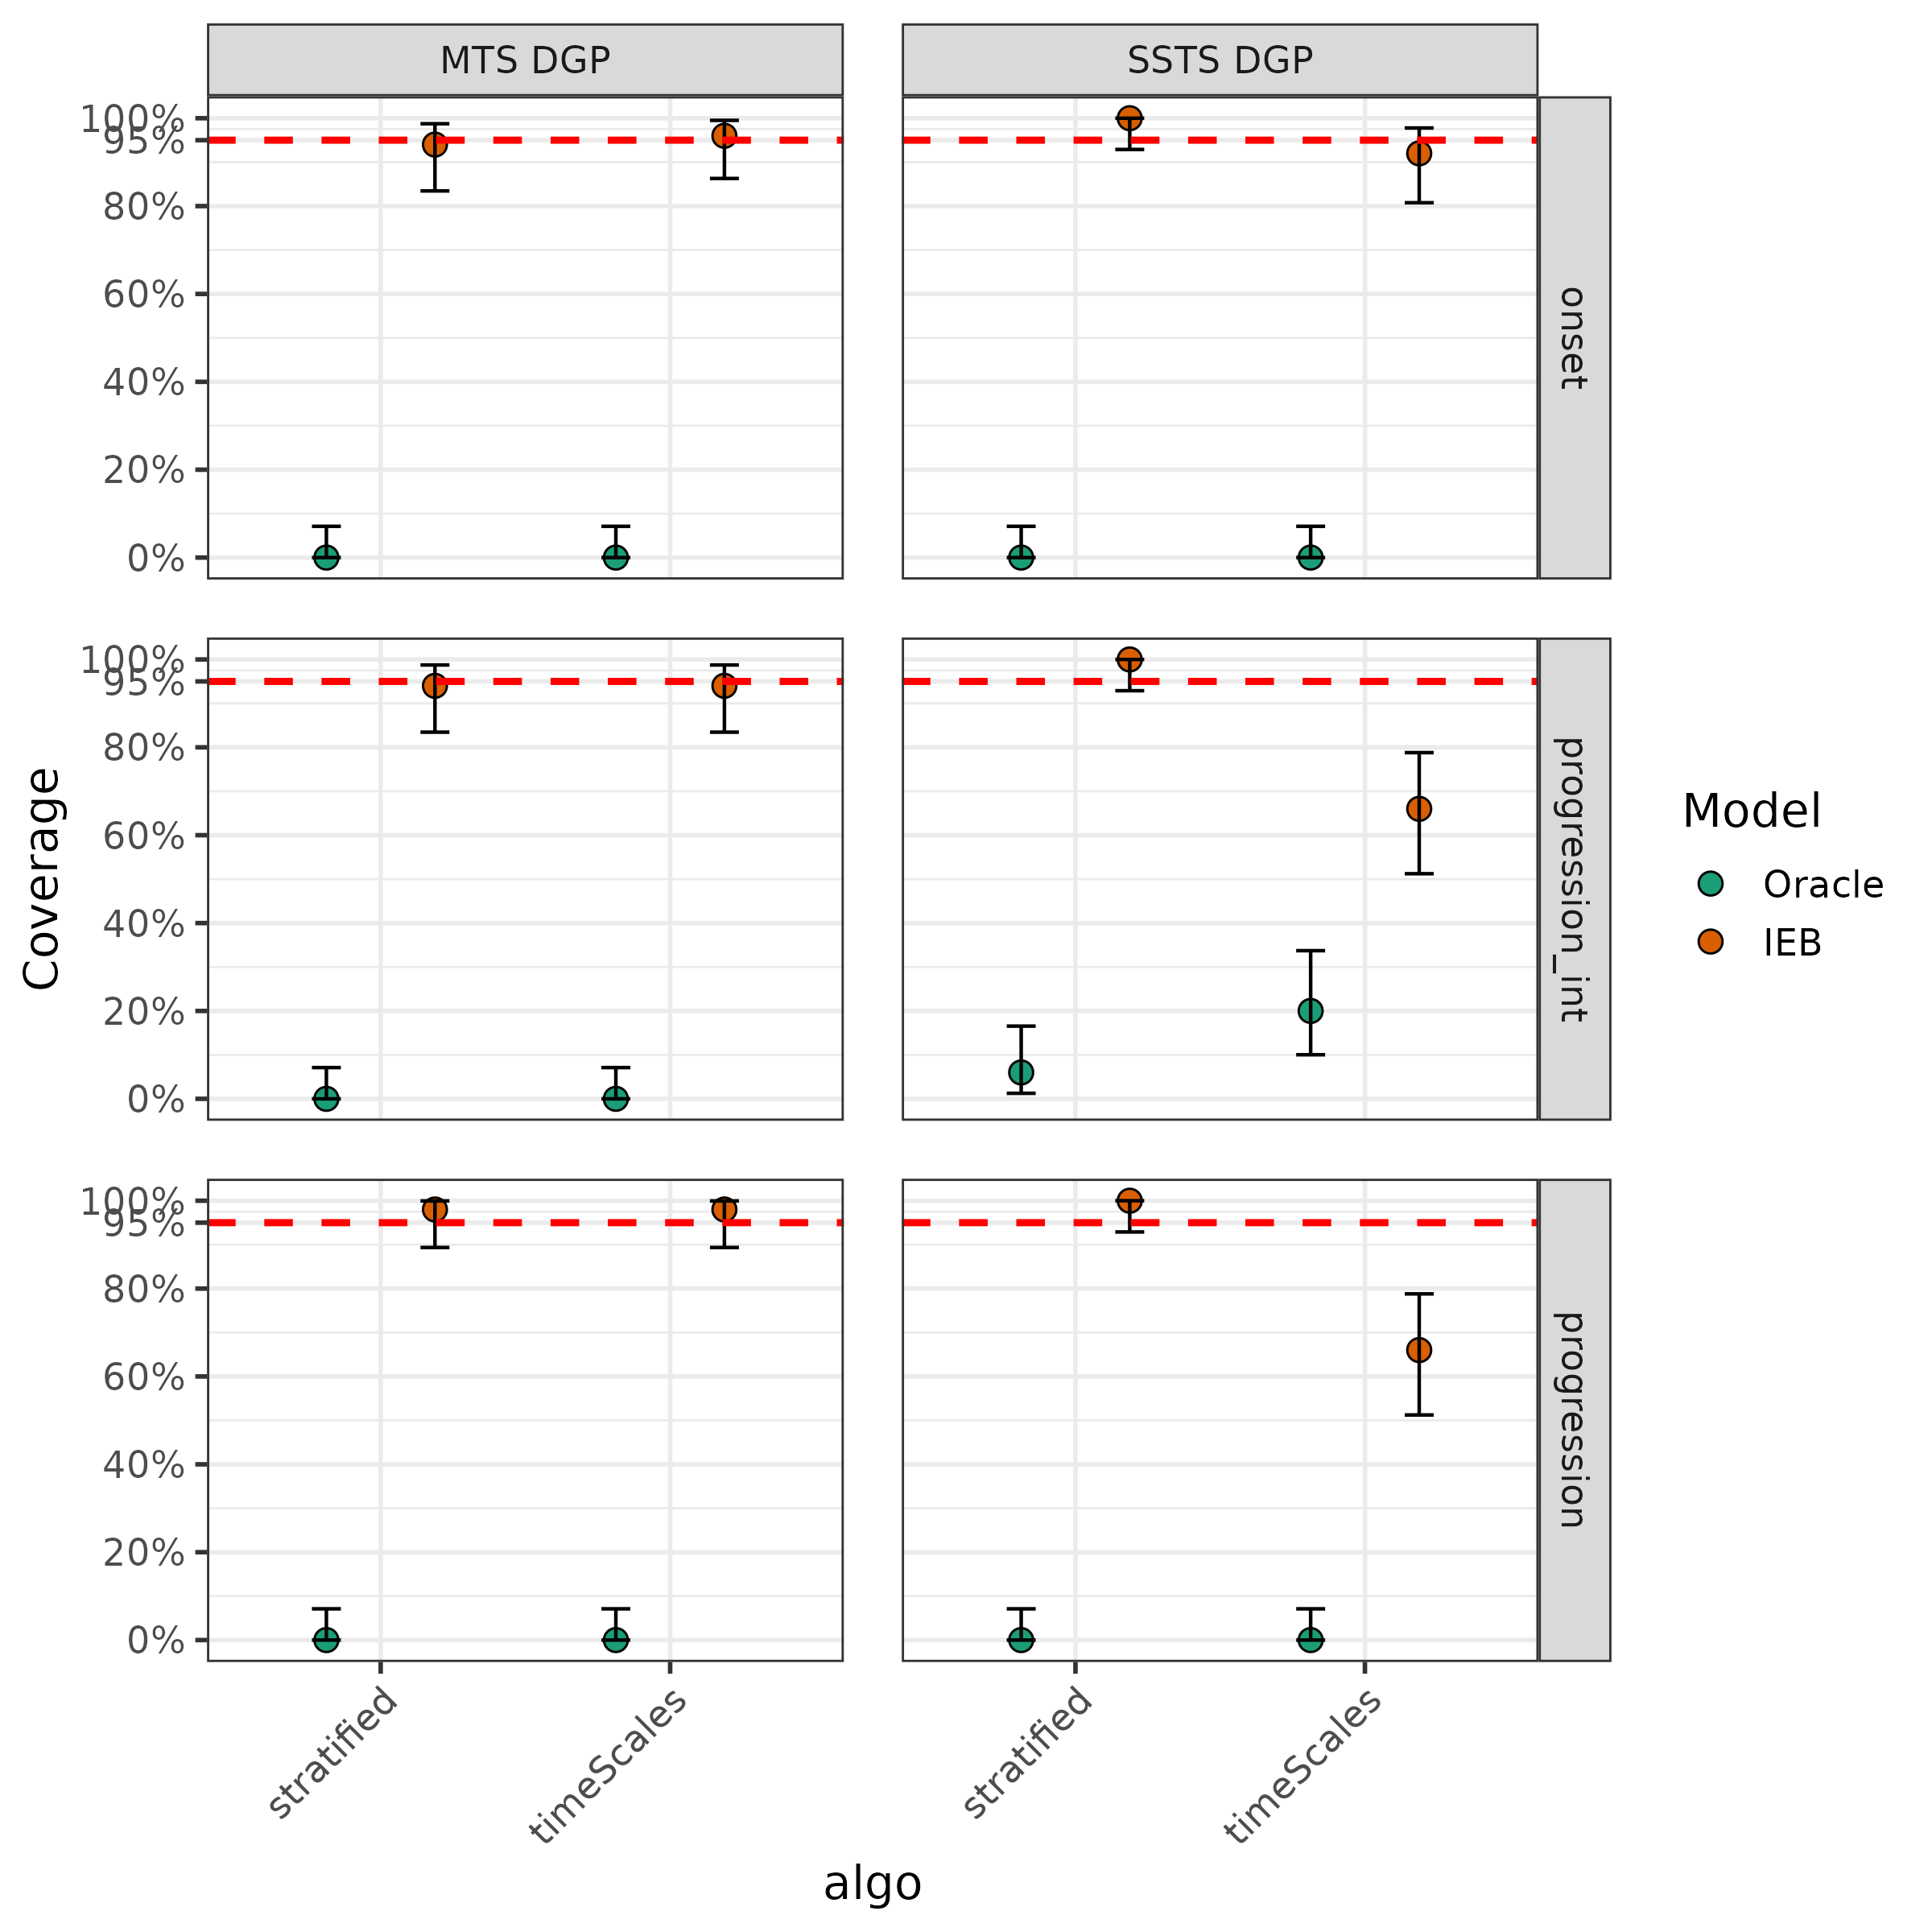 MTS DGP
SSTS DGP
100%
95%
80%
60%
40%
20%
0%
onset
100%
95%
80%
60%
40%
20%
0%
progression_int
100%
95%
80%
60%
40%
20%
0%
progression
Coverage
stratified
timeScales
stratified
timeScales
algo
Model
Oracle
IEB